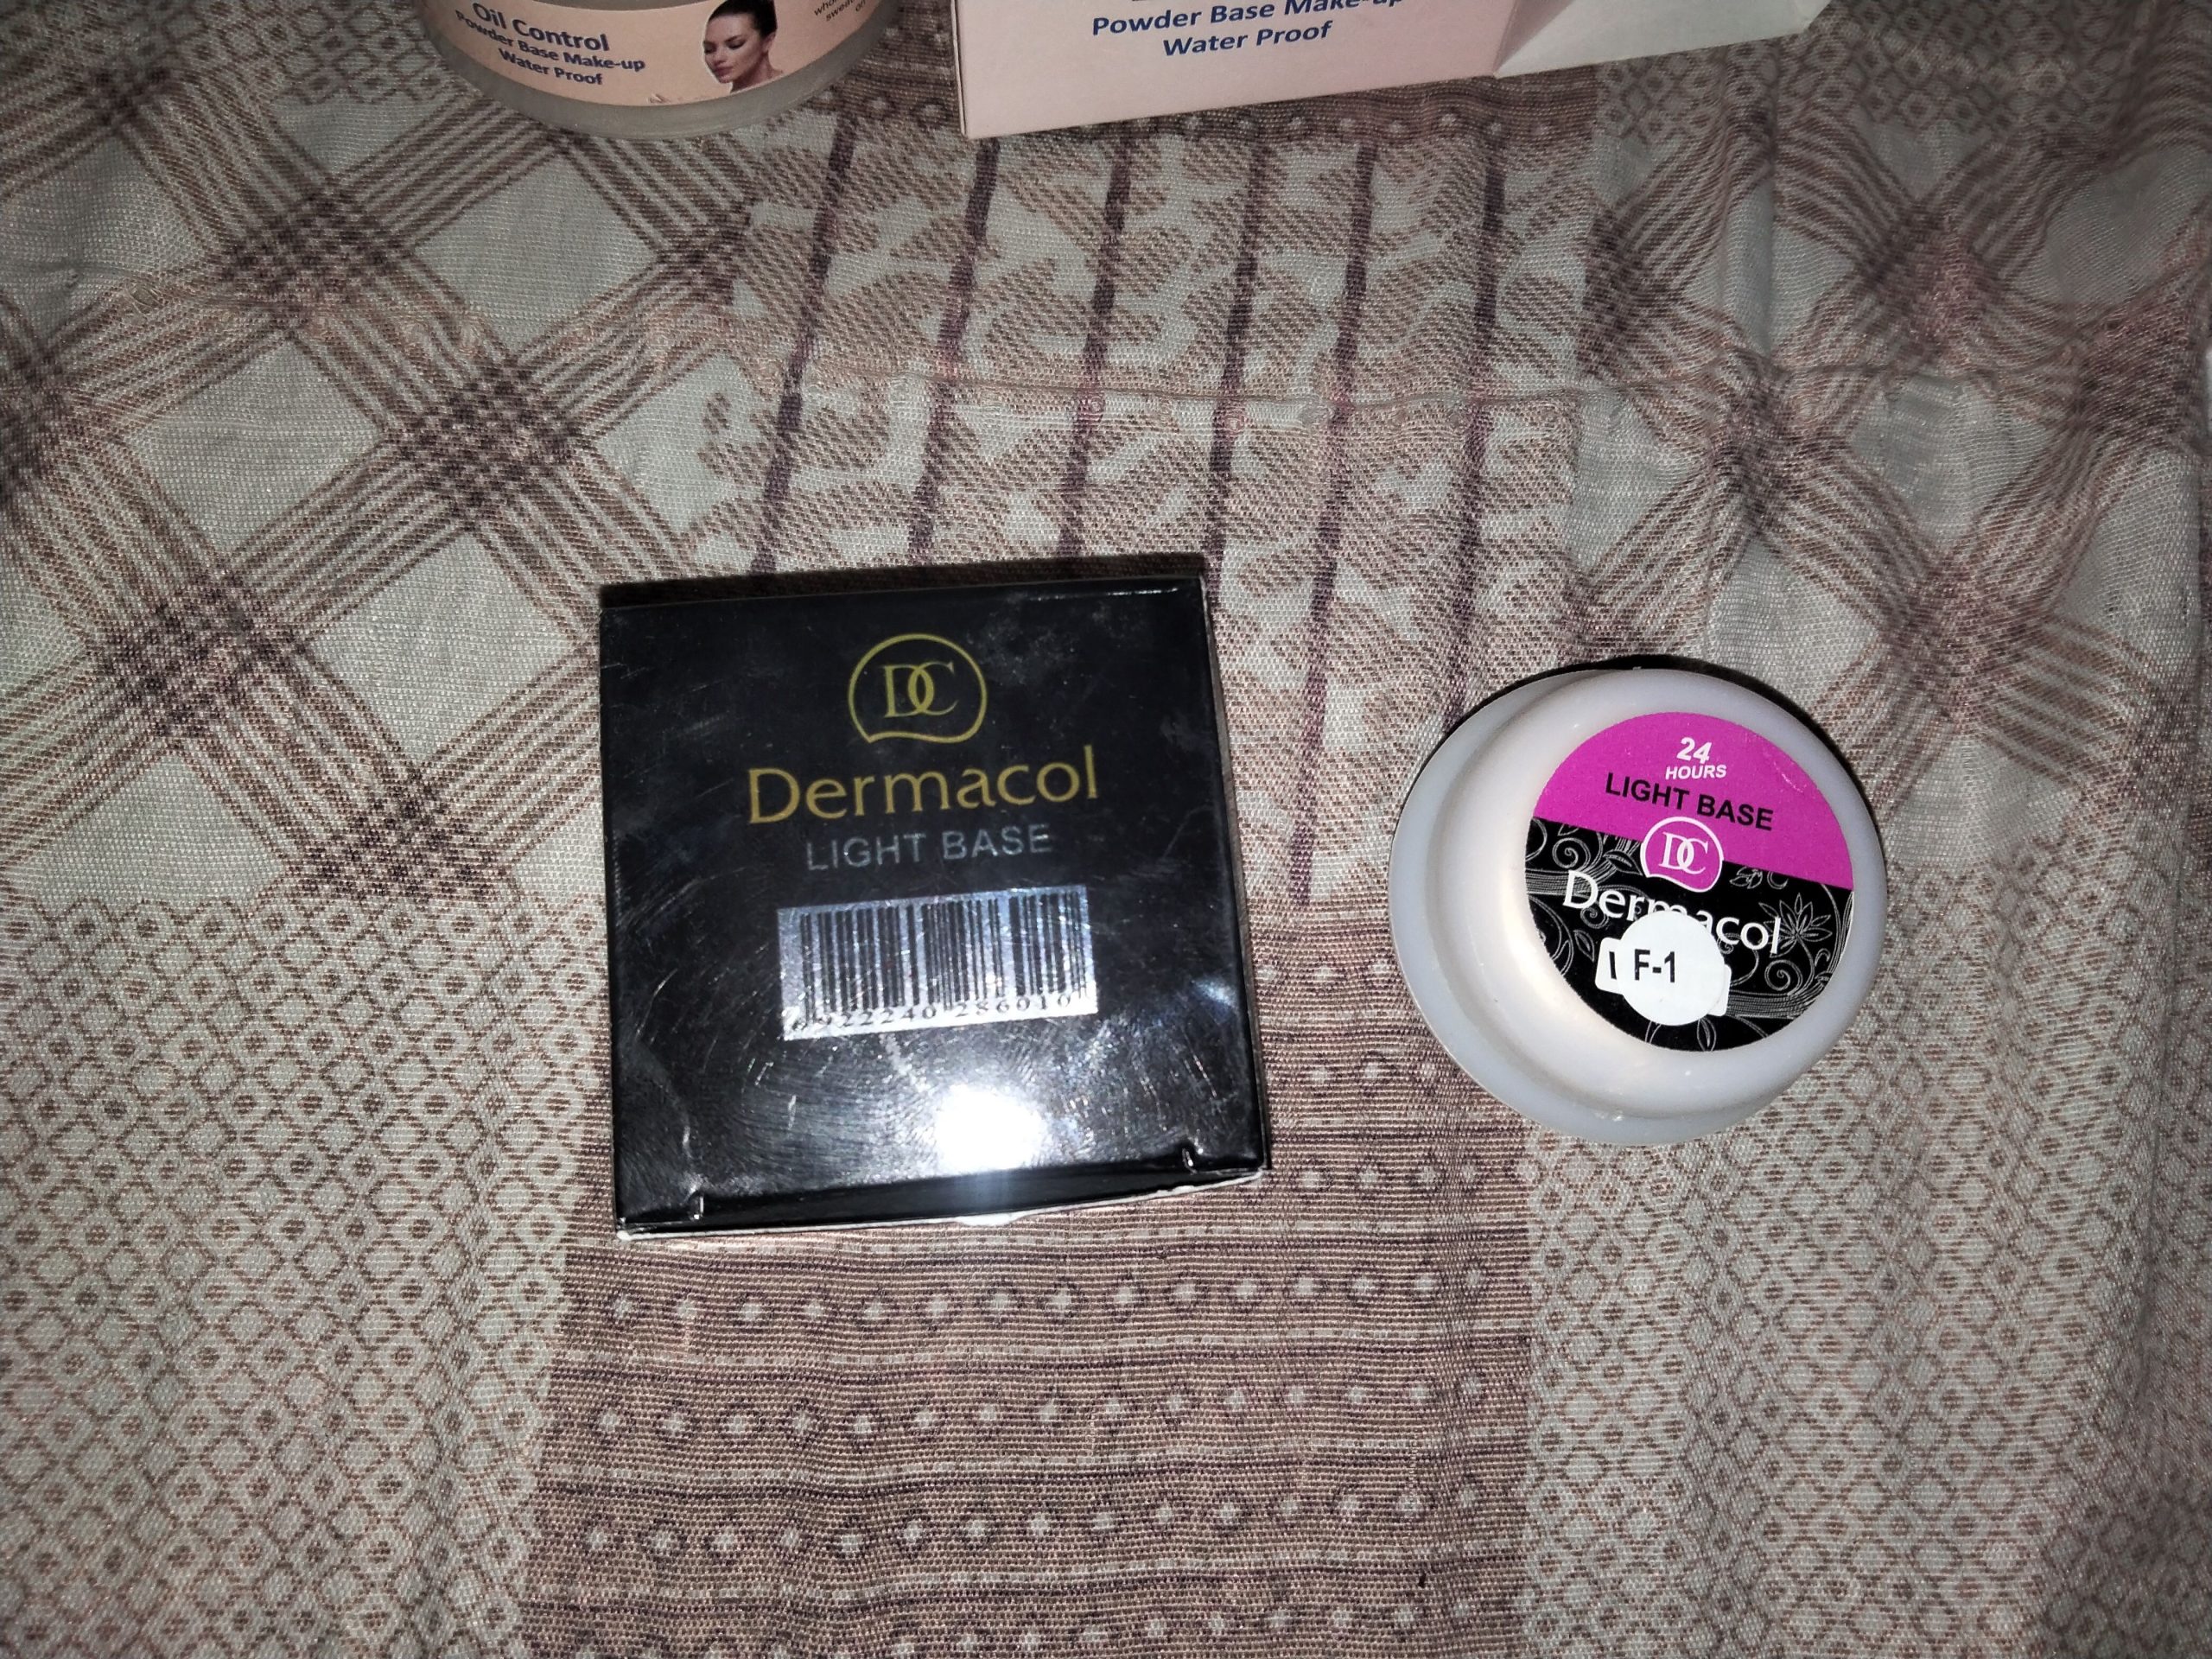 Oil Control
Powder Base Make-up
Water Proof
Powder Base Make-up
Water Proof
DC
Dermacol
LIGHT BASE
24
HOURS
LIGHT BASE
DC
Dermacol
F-1